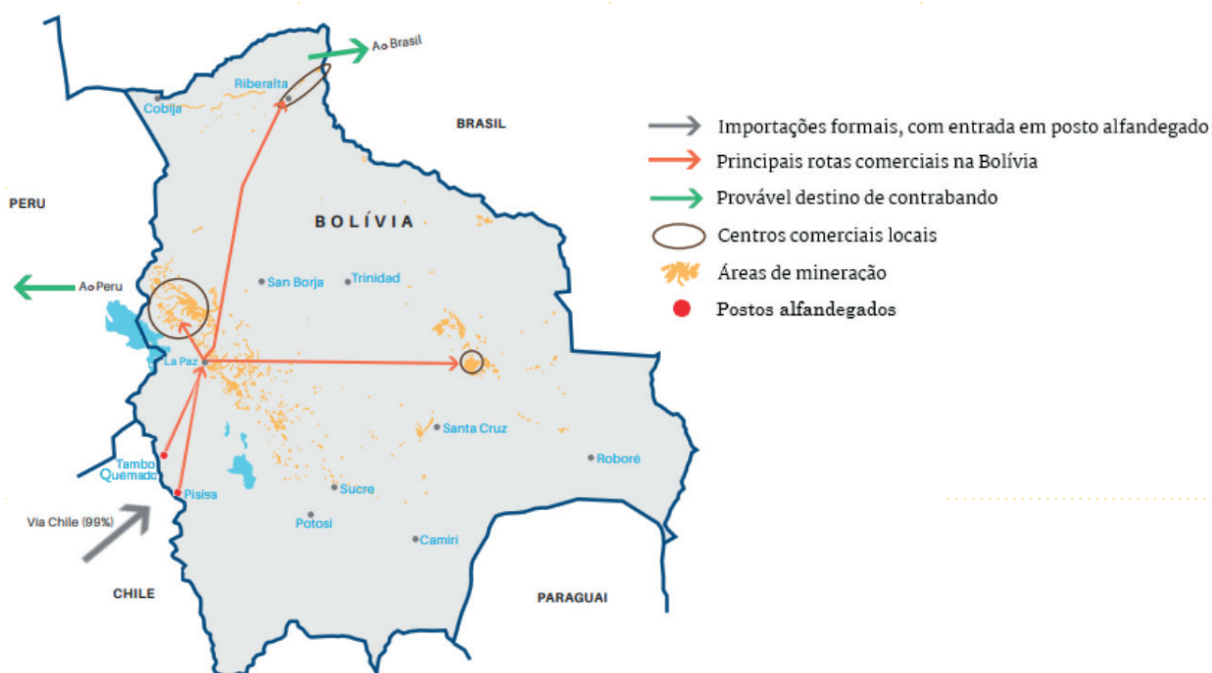 Ao Brasil
Riberalta
Cobija
BRASIL
PERU
BOLÍVIA
San Borja
Trinidad
Ao Peru
La Paz
Santa Cruz
Roboré
Tambo
Quemado
Pisiga
Sucre
Potosi
Via Chile (99%)
Camiri
CHILE
PARAGUAI
Importações formais, com entrada em posto alfandegado
Principais rotas comerciais na Bolívia
Provável destino de contrabando
Centros comerciais locais
Áreas de mineração
Postos alfandegados